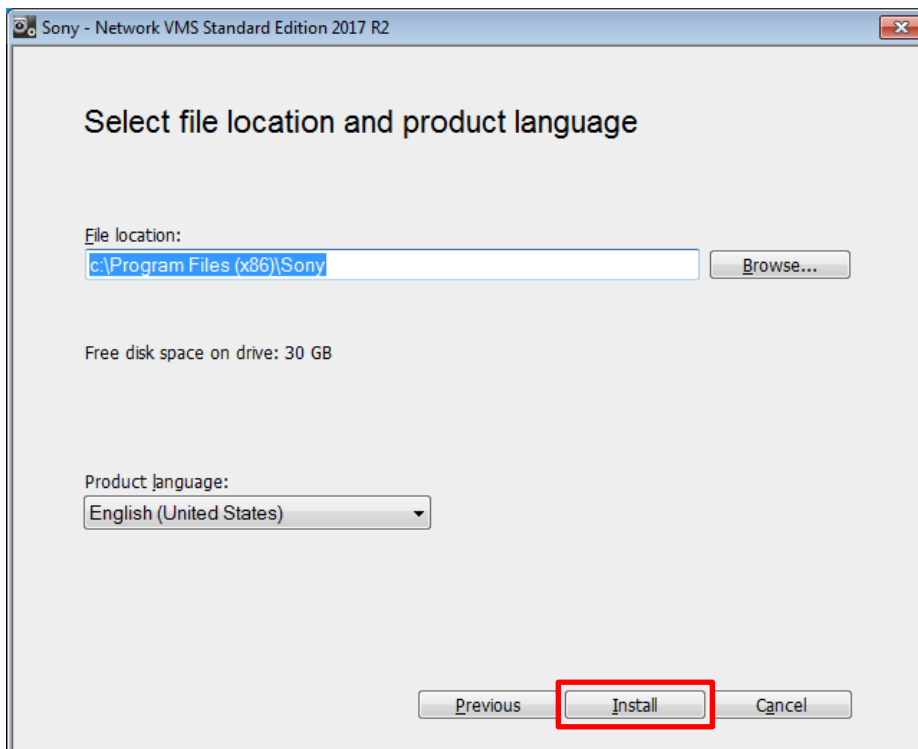 Sony - Network VMS Standard Edition 2017 R2
Select file location and product language
File location:
c:\Program Files (x86)\Sony
Browse...
Free disk space on drive: 30 GB
Product language:
English (United States)
Previous Install Cancel